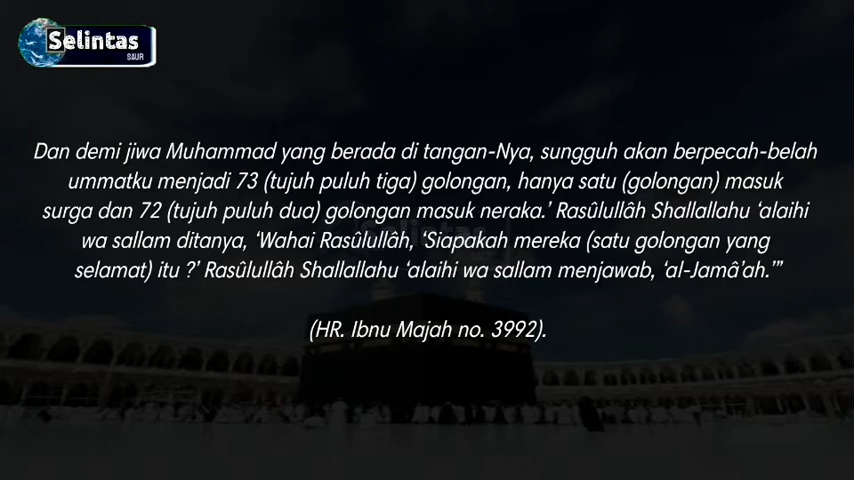 Selintas
SAUR
Dan demi jiwa Muhammad yang berada di tangan-Nya, sungguh akan berpecah-belah
ummatku menjadi 73 (tujuh puluh tiga) golongan, hanya satu (golongan) masuk
surga dan 72 (tujuh puluh dua) golongan masuk neraka.’ Rasûlullâh Shallallahu ‘alaihi
wa sallam ditanya, ‘Wahai Rasûlullâh, ‘Siapakah mereka (satu golongan yang
selamat) itu ?’ Rasûlullâh Shallallahu ‘alaihi wa sallam menjawab, ‘al-Jamâ’ah.’”
(HR. Ibnu Majah no. 3992).